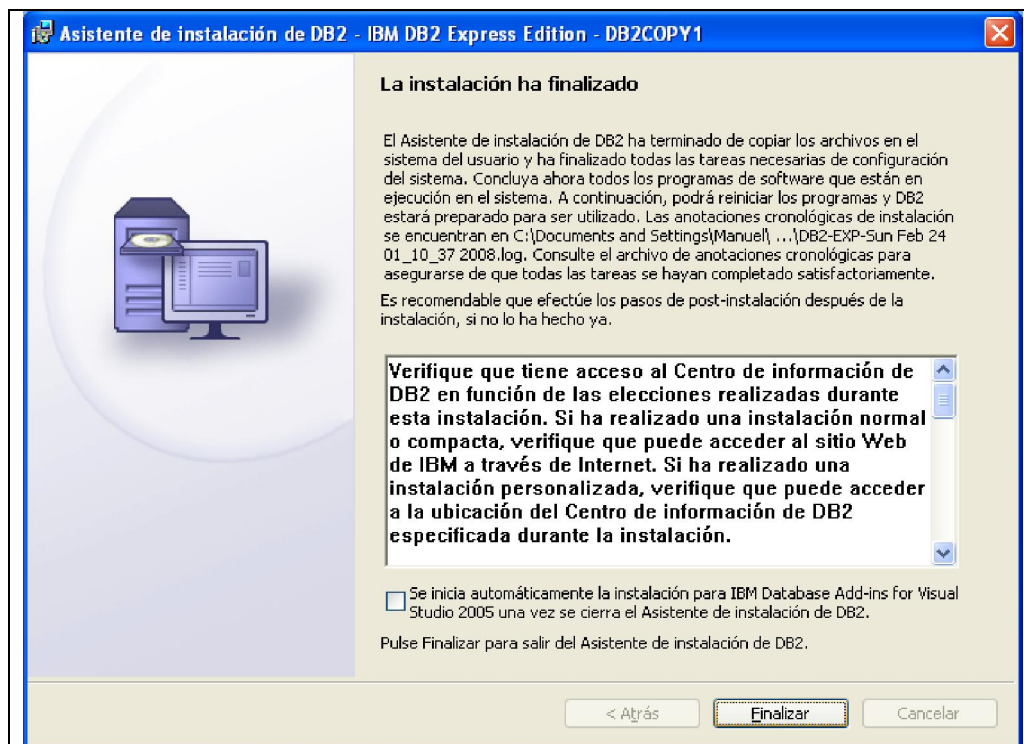 Asistente de instalación de DB2 - IBM DB2 Express Edition - DB2COPY1
La instalación ha finalizado
El Asistente de instalación de DB2 ha terminado de copiar los archivos en el
sistema del usuario y ha finalizado todas las tareas necesarias de configuración
del sistema. Concluya ahora todos los programas de software que están en
ejecución en el sistema. A continuación, podrá reiniciar los programas y DB2
estará preparado para ser utilizado. Las anotaciones cronológicas de instalación
se encuentran en C:\Documents and Settings\Manuel\ ...\DB2-EXP-Sun Feb 24
01_10_37 2008.log. Consulte el archivo de anotaciones cronológicas para
asegurarse de que todas las tareas se hayan completado satisfactoriamente.
Es recomendable que efectúe los pasos de post-instalación después de la
instalación, si no lo ha hecho ya.
Verifique que tiene acceso al Centro de información de
DB2 en función de las elecciones realizadas durante
esta instalación. Si ha realizado una instalación normal
o compacta, verifique que puede acceder al sitio Web
de IBM a través de Internet. Si ha realizado una
instalación personalizada, verifique que puede acceder
a la ubicación del Centro de información de DB2
especificada durante la instalación.
Se inicia automáticamente la instalación para IBM Database Add-ins for Visual
Studio 2005 una vez se cierra el Asistente de instalación de DB2.
Pulse Finalizar para salir del Asistente de instalación de DB2.
< Atrás Finalizar Cancelar